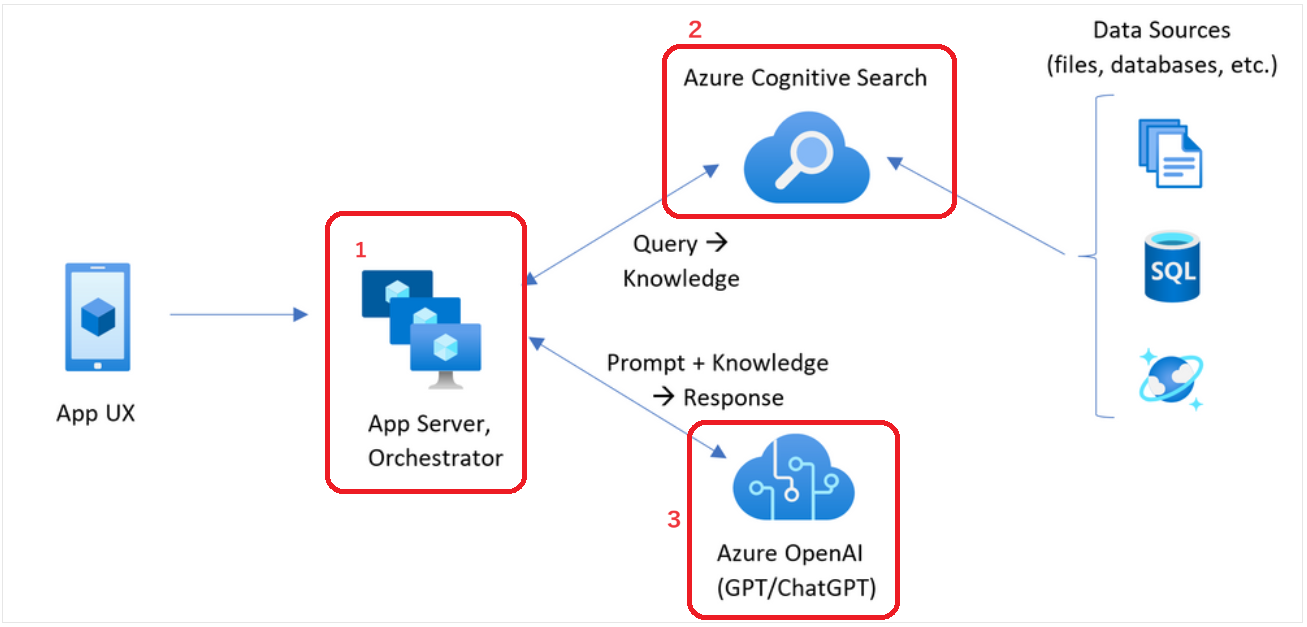 2
Data Sources
(files, databases, etc.)
Azure Cognitive Search
1
Query →
Knowledge
SQL
App UX
App Server,
Orchestrator
Prompt + Knowledge
→ Response
3
Azure OpenAI
(GPT/ChatGPT)